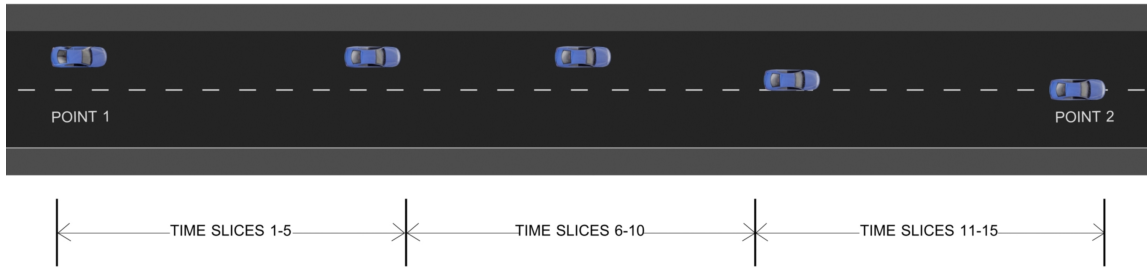 POINT 1
POINT 2
TIME SLICES 1-5
TIME SLICES 6-10
TIME SLICES 11-15